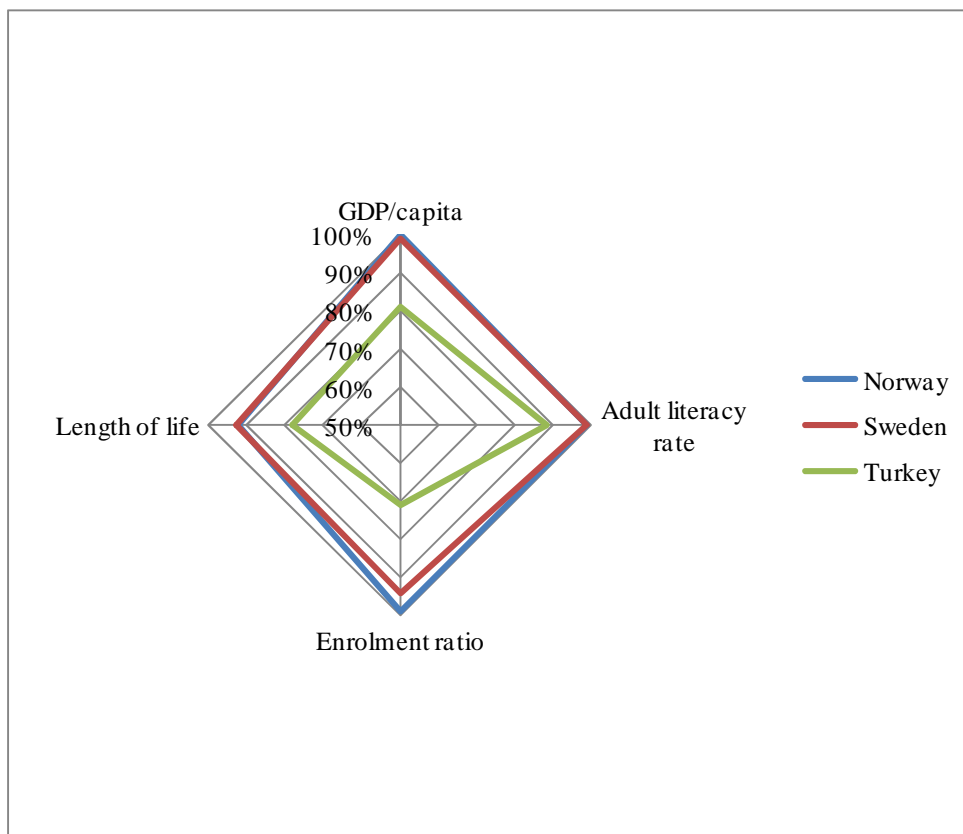 GDP/capita
100%
90%
80%
70%
60%
50%
Length of life
Adult literacy
rate
Enrolment ratio
Norway
Sweden
Turkey